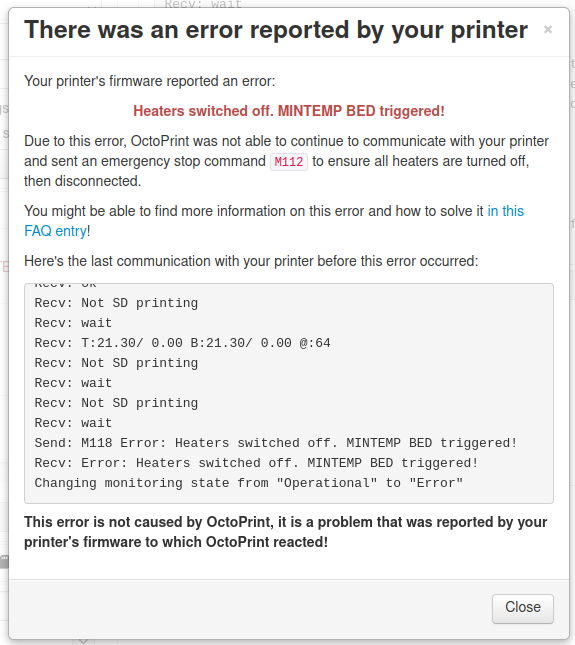 Recv: wait
There was an error reported by your printer ×
Your printer's firmware reported an error:
Heaters switched off. MINTEMP BED triggered!
Due to this error, OctoPrint was not able to continue to communicate with your printer
and sent an emergency stop command M112 to ensure all heaters are turned off,
then disconnected.
You might be able to find more information on this error and how to solve it in this
FAQ entry!
Here's the last communication with your printer before this error occurred:
Recv: ok
Recv: Not SD printing
Recv: wait
Recv: T:21.30/ 0.00 B:21.30/ 0.00 @:64
Recv: Not SD printing
Recv: wait
Recv: Not SD printing
Recv: wait
Send: M118 Error: Heaters switched off. MINTEMP BED triggered!
Recv: Error: Heaters switched off. MINTEMP BED triggered!
Changing monitoring state from "Operational" to "Error"
This error is not caused by OctoPrint, it is a problem that was reported by your
printer's firmware to which OctoPrint reacted!
Close